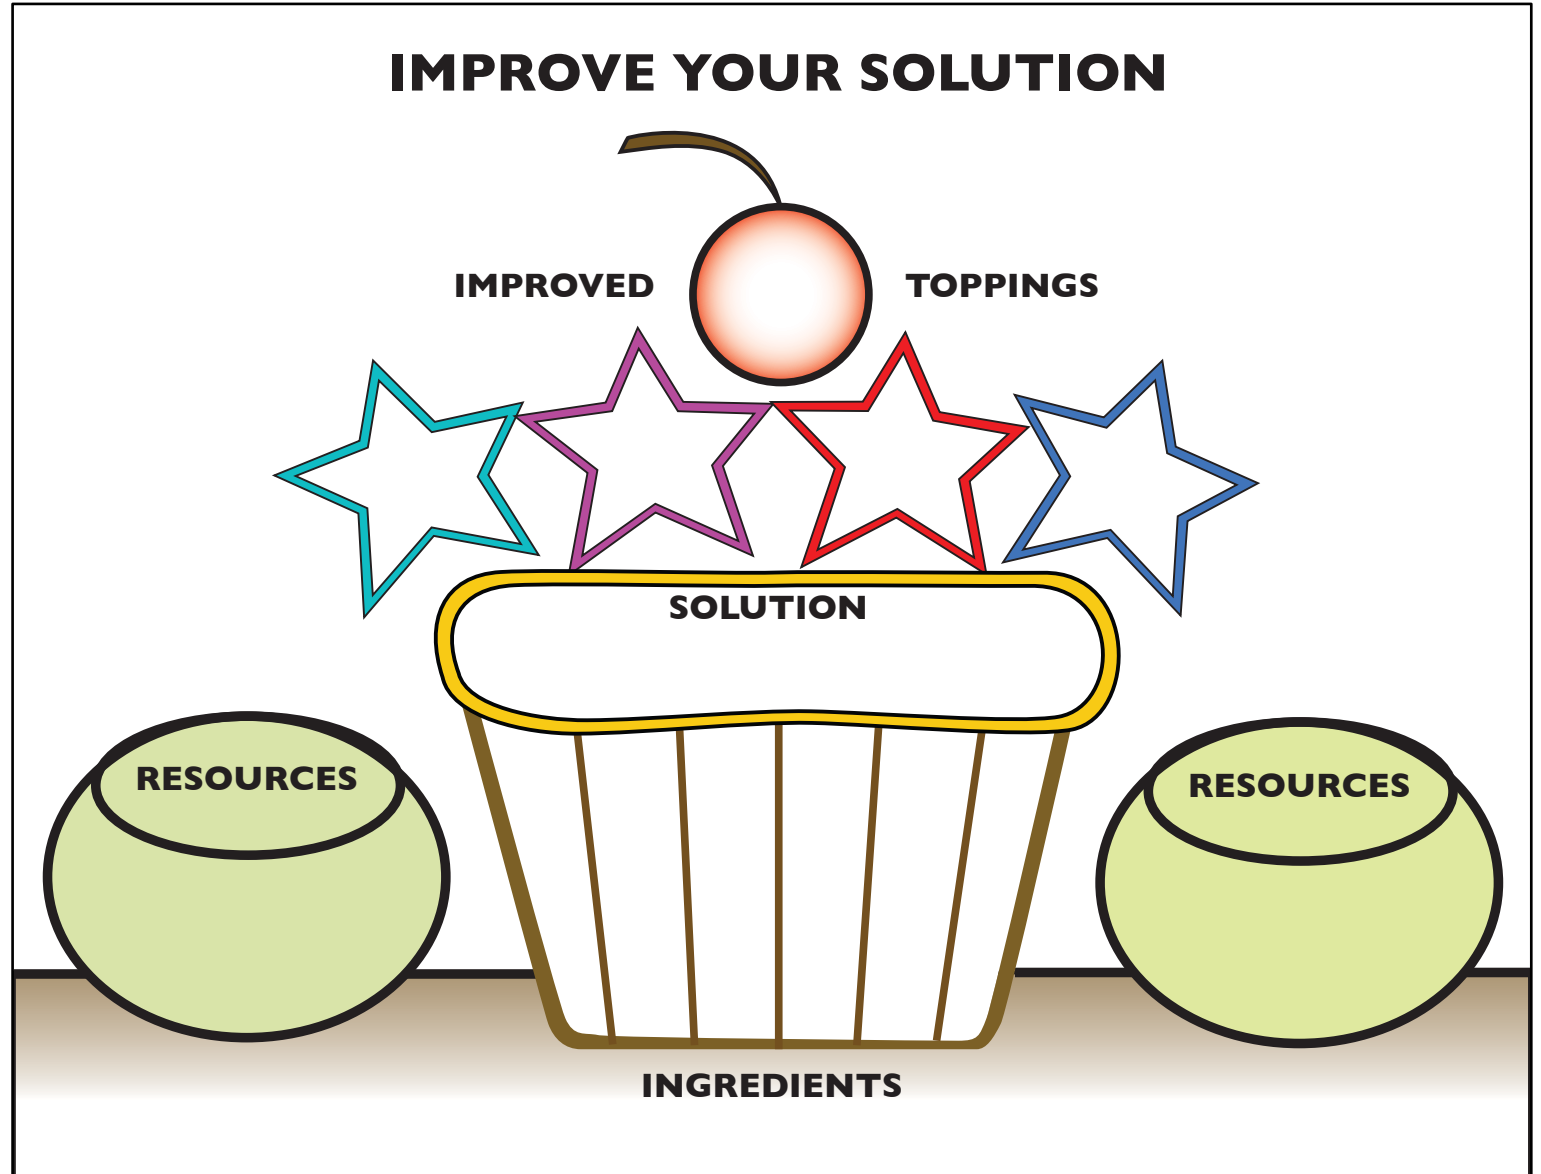 IMPROVE YOUR SOLUTION
IMPROVED TOPPINGS
SOLUTION
RESOURCES
RESOURCES
INGREDIENTS